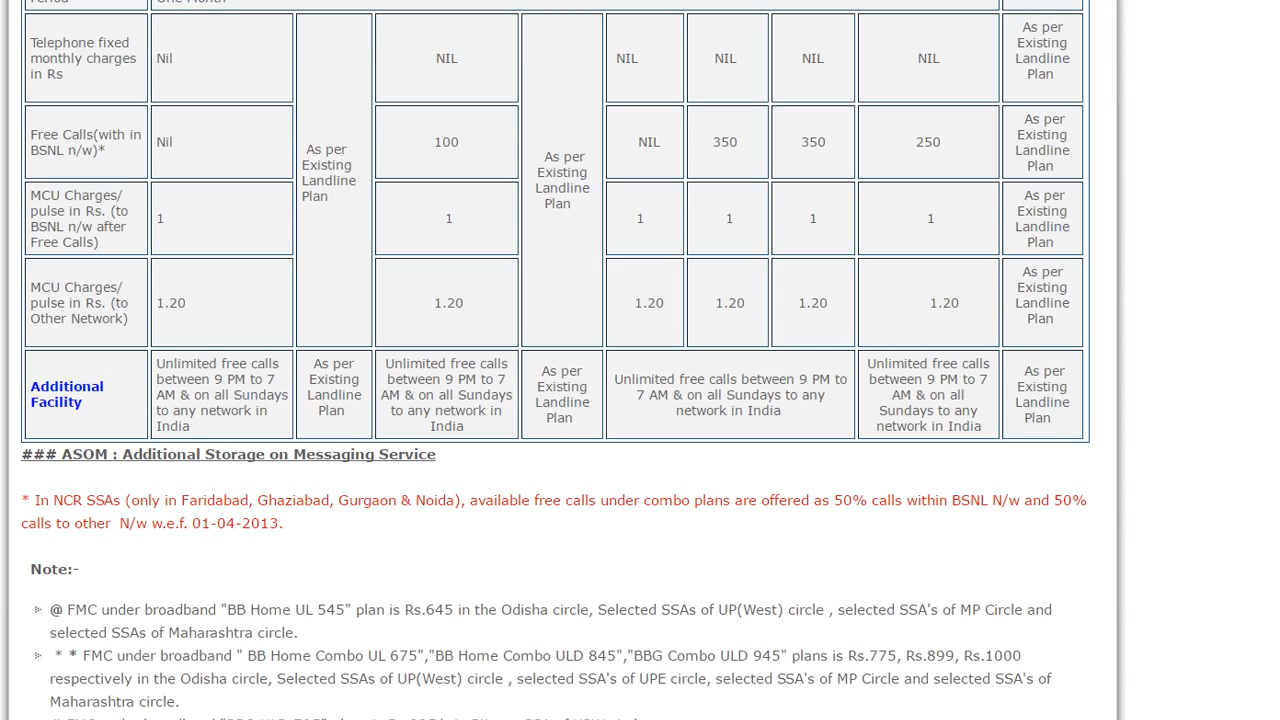 Period
One Month
Telephone fixed
monthly charges
in Rs
Nil
As per
Existing
Landline
Plan
NIL
As per
Existing
Landline
Plan
NIL
NIL
NIL
NIL
As per
Existing
Landline
Plan
Free Calls(with in
BSNL n/w)*
Nil
100
NIL
350
350
250
As per
Existing
Landline
Plan
MCU Charges/
pulse in Rs. (to
BSNL n/w after
Free Calls)
1
1
1
1
1
1
As per
Existing
Landline
Plan
MCU Charges/
pulse in Rs. (to
Other Network)
1.20
1.20
1.20
1.20
1.20
1.20
As per
Existing
Landline
Plan
Additional
Facility
Unlimited free calls
between 9 PM to 7
AM & on all Sundays
to any network in
India
As per
Existing
Landline
Plan
Unlimited free calls
between 9 PM to 7
AM & on all Sundays
to any network in
India
As per
Existing
Landline
Plan
Unlimited free calls between 9 PM to
7 AM & on all Sundays to any
network in India
Unlimited free calls
between 9 PM to 7
AM & on all
Sundays to any
network in India
As per
Existing
Landline
Plan
### ASOM : Additional Storage on Messaging Service
* In NCR SSAs (only in Faridabad, Ghaziabad, Gurgaon & Noida), available free calls under combo plans are offered as 50% calls within BSNL N/w and 50%
calls to other N/w w.e.f. 01-04-2013.
Note:-
@ FMC under broadband "BB Home UL 545" plan is Rs.645 in the Odisha circle, Selected SSAs of UP(West) circle , selected SSA's of MP Circle and
selected SSAs of Maharashtra circle.
* * FMC under broadband " BB Home Combo UL 675","BB Home Combo ULD 845","BBG Combo ULD 945" plans is Rs.775, Rs.899, Rs.1000
respectively in the Odisha circle, Selected SSAs of UP(West) circle , selected SSA's of UPE circle, selected SSA's of MP Circle and selected SSA's of
Maharashtra circle.